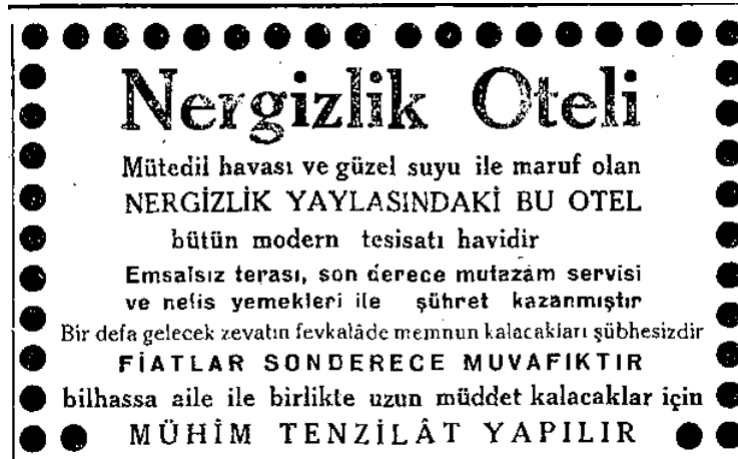 Nergizlik Oteli
Mütedil havası ve güzel suyu ile maruf olan
NERGİZLİK YAYLASINDAKİ BU OTEL
bütün modern tesisatı havidir
Emsalsız terası, son derece mutazam servisi
ve nefis yemekleri ile şühret kazanmıştır
Bir defa gelecek zevatın fevkalâde memnun kalacakları şübhesizdir
FİATLAR SONDERECE MUVAFIKTIR
bilhassa aile ile birlikte uzun müddet kalacaklar için
MÜHİM TENZİLÂT YAPILIR